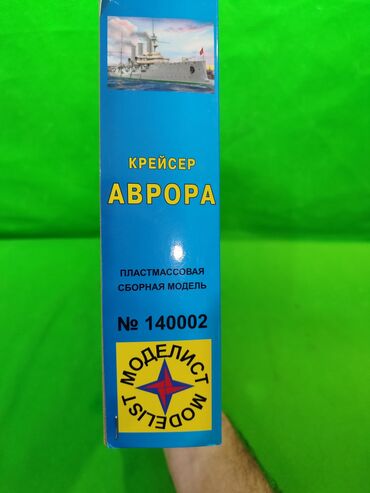 КРЕЙСЕР
АВРОРА
ПЛАСТМАССОВАЯ
СБОРНАЯ МОДЕЛЬ
№ 140002
МОДЕЛИСТ
MODELIST